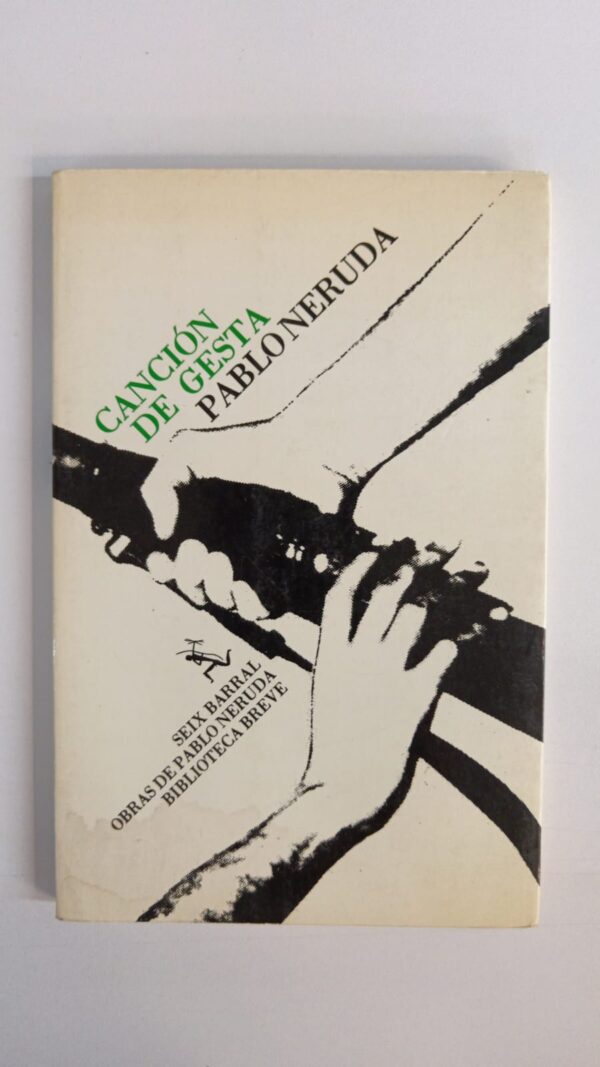 CANCIÓN
DE GESTA
PABLO NERUDA
SEIX BARRAL
OBRAS DE PABLO NERUDA
BIBLIOTECA BREVE